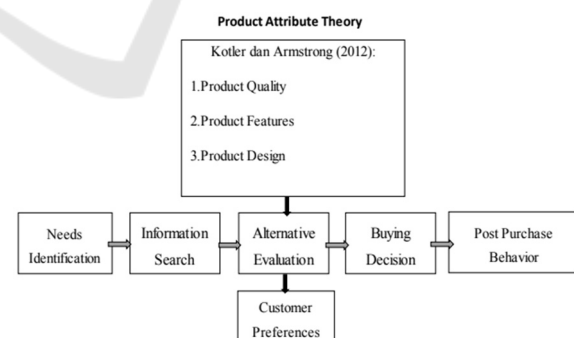 Product Attribute Theory
Kotler dan Armstrong (2012):
1.Product Quality
2.Product Features
3.Product Design
Needs
Identification
Information
Search
Alternative
Evaluation
Buying
Decision
Post Purchase
Behavior
Customer
Preferences